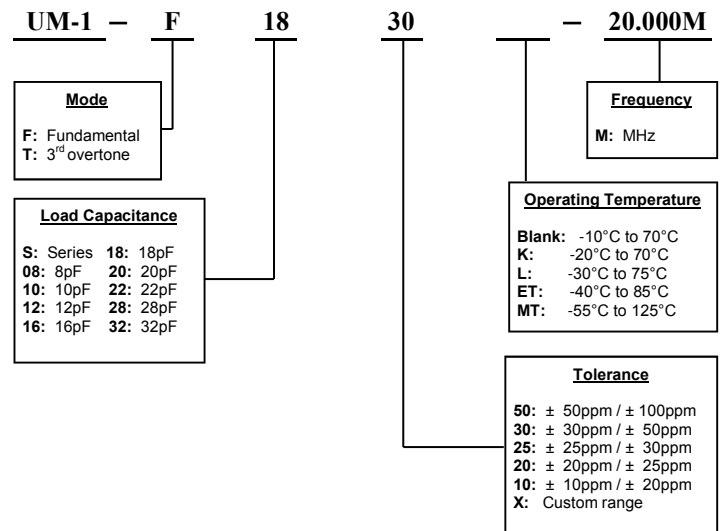 UM-1 – F 18 30 – 20.000M
Mode
F: Fundamental
T: 3rd overtone
Frequency
M: MHz
Load Capacitance
S: Series 18: 18pF
08: 8pF 20: 20pF
10: 10pF 22: 22pF
12: 12pF 28: 28pF
16: 16pF 32: 32pF
Operating Temperature
Blank: -10°C to 70°C
K: -20°C to 70°C
L: -30°C to 75°C
ET: -40°C to 85°C
MT: -55°C to 125°C
Tolerance
50: ± 50ppm / ± 100ppm
30: ± 30ppm / ± 50ppm
25: ± 25ppm / ± 30ppm
20: ± 20ppm / ± 25ppm
10: ± 10ppm / ± 20ppm
X: Custom range